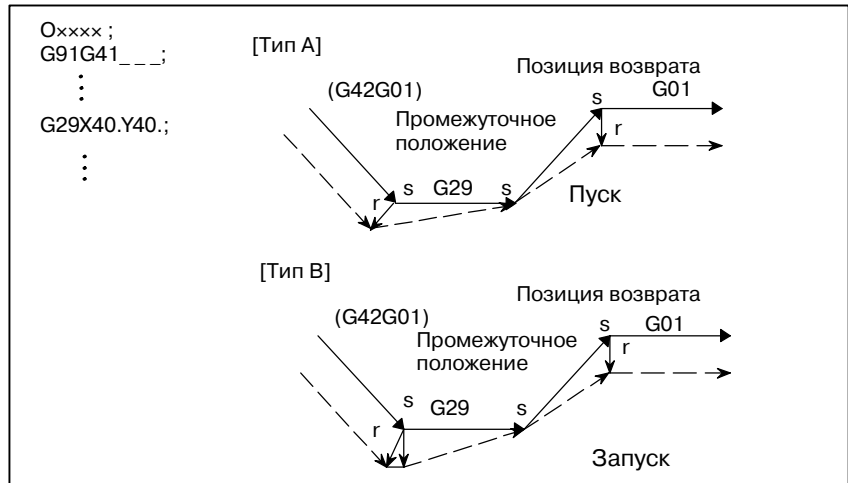 O×××× ;
G91G41_ _ _;
G29X40.Y40.;
[Тип A]
(G42G01)
Промежуточное
положение
Позиция возврата
s
G01
r
s
G29
s
r
Пуск
[Тип B]
(G42G01)
Промежуточное
положение
Позиция возврата
s
G01
r
s
G29
s
r
Запуск